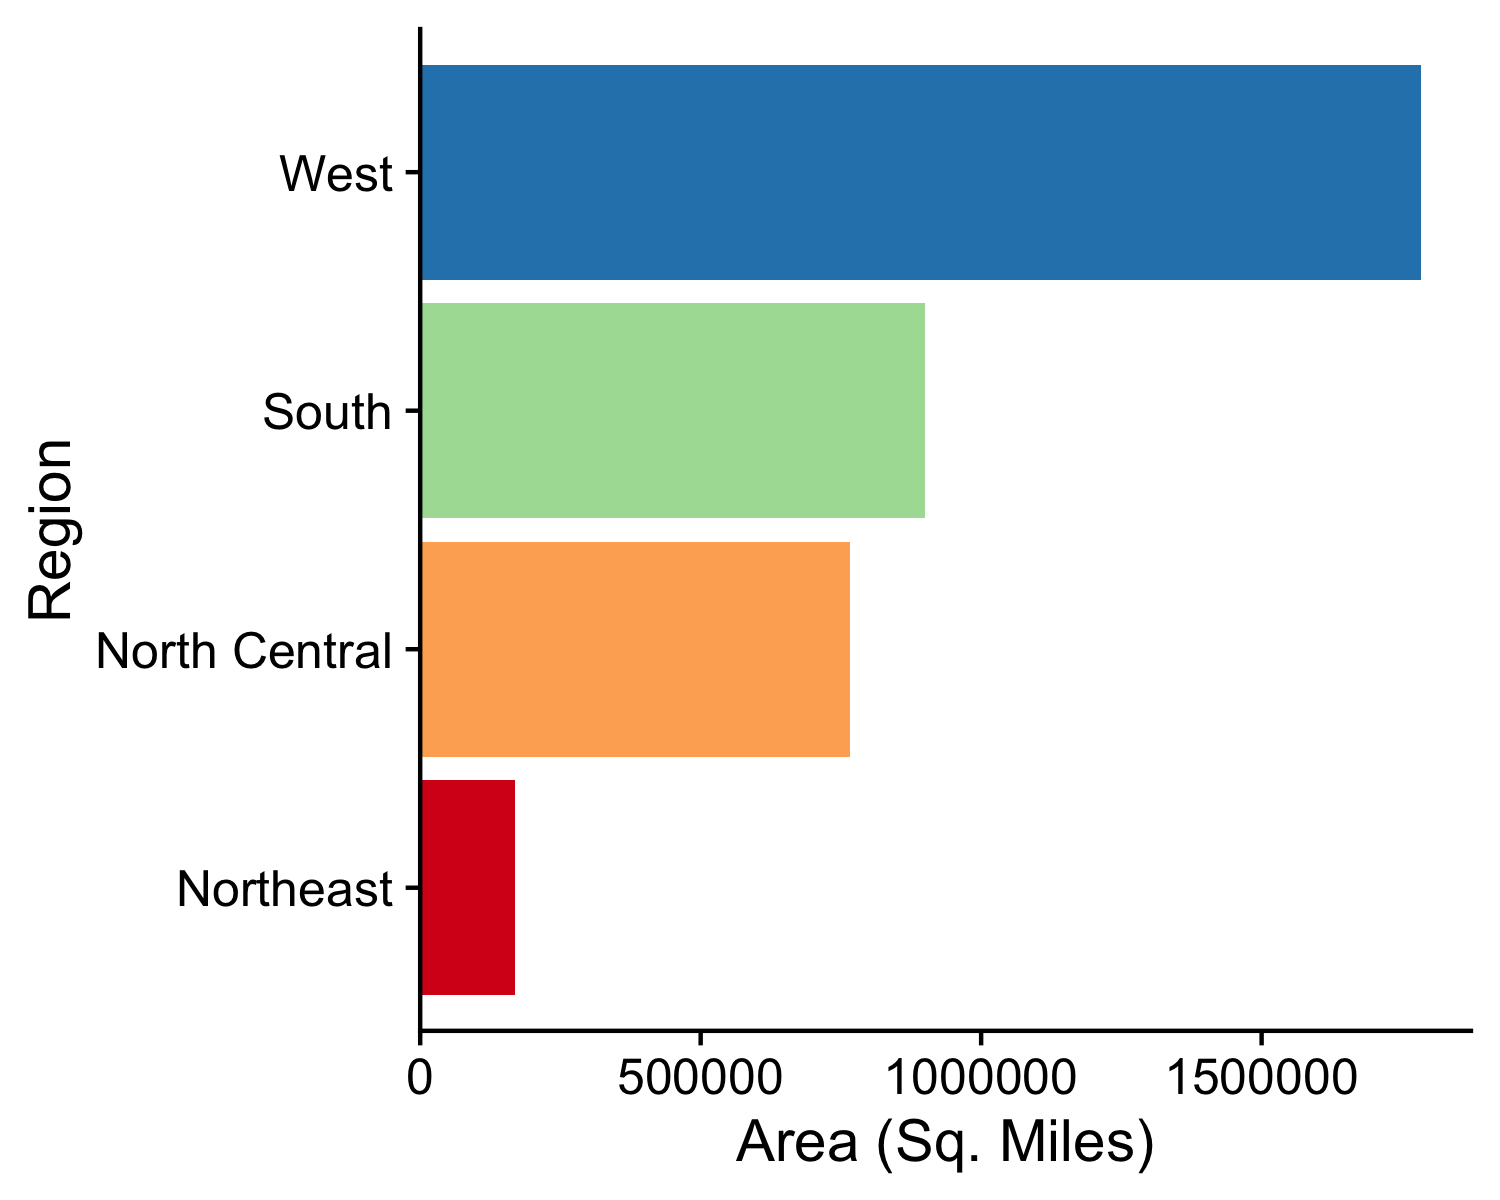 West
South
North Central
Northeast
Region
0 500000 1000000 1500000
Area (Sq. Miles)